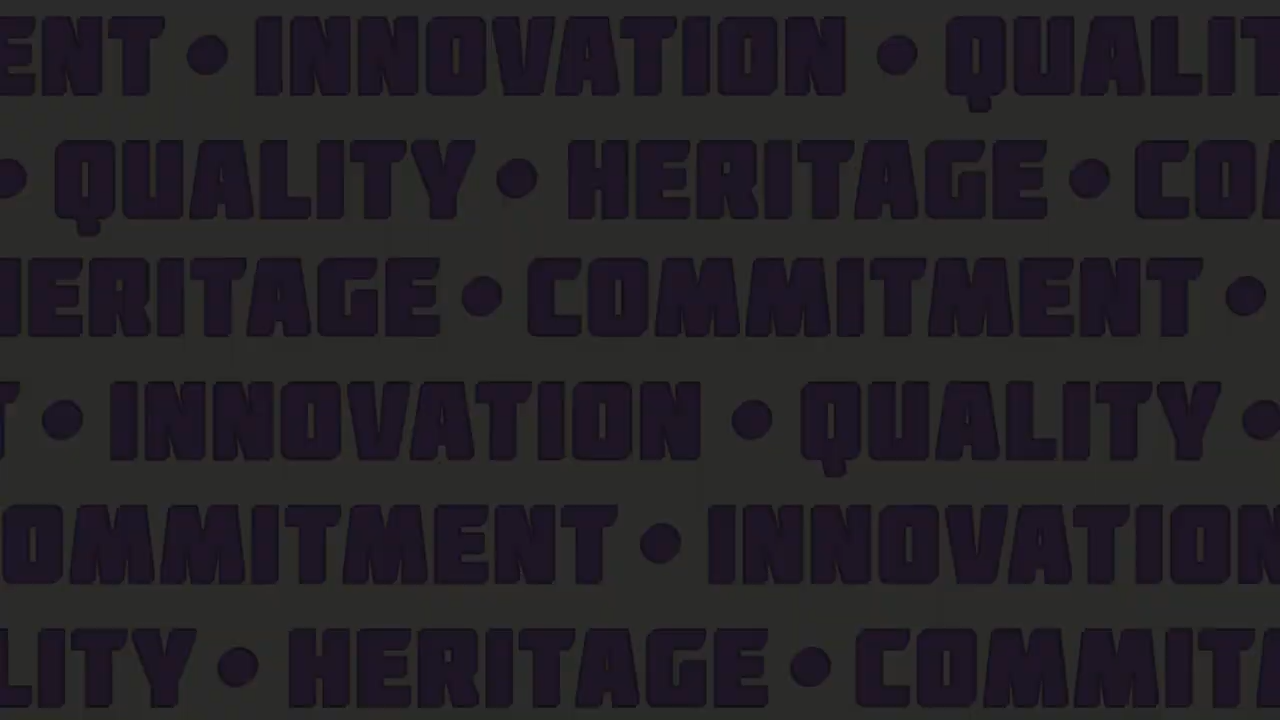 ENT • INNOVATION • QUALIT
• QUALITY • HERITAGE • CO
HERITAGE • COMMITMENT •
T • INNOVATION • QUALITY •
OMMITMENT • INNOVATION
LITY • HERITAGE • COMMIT